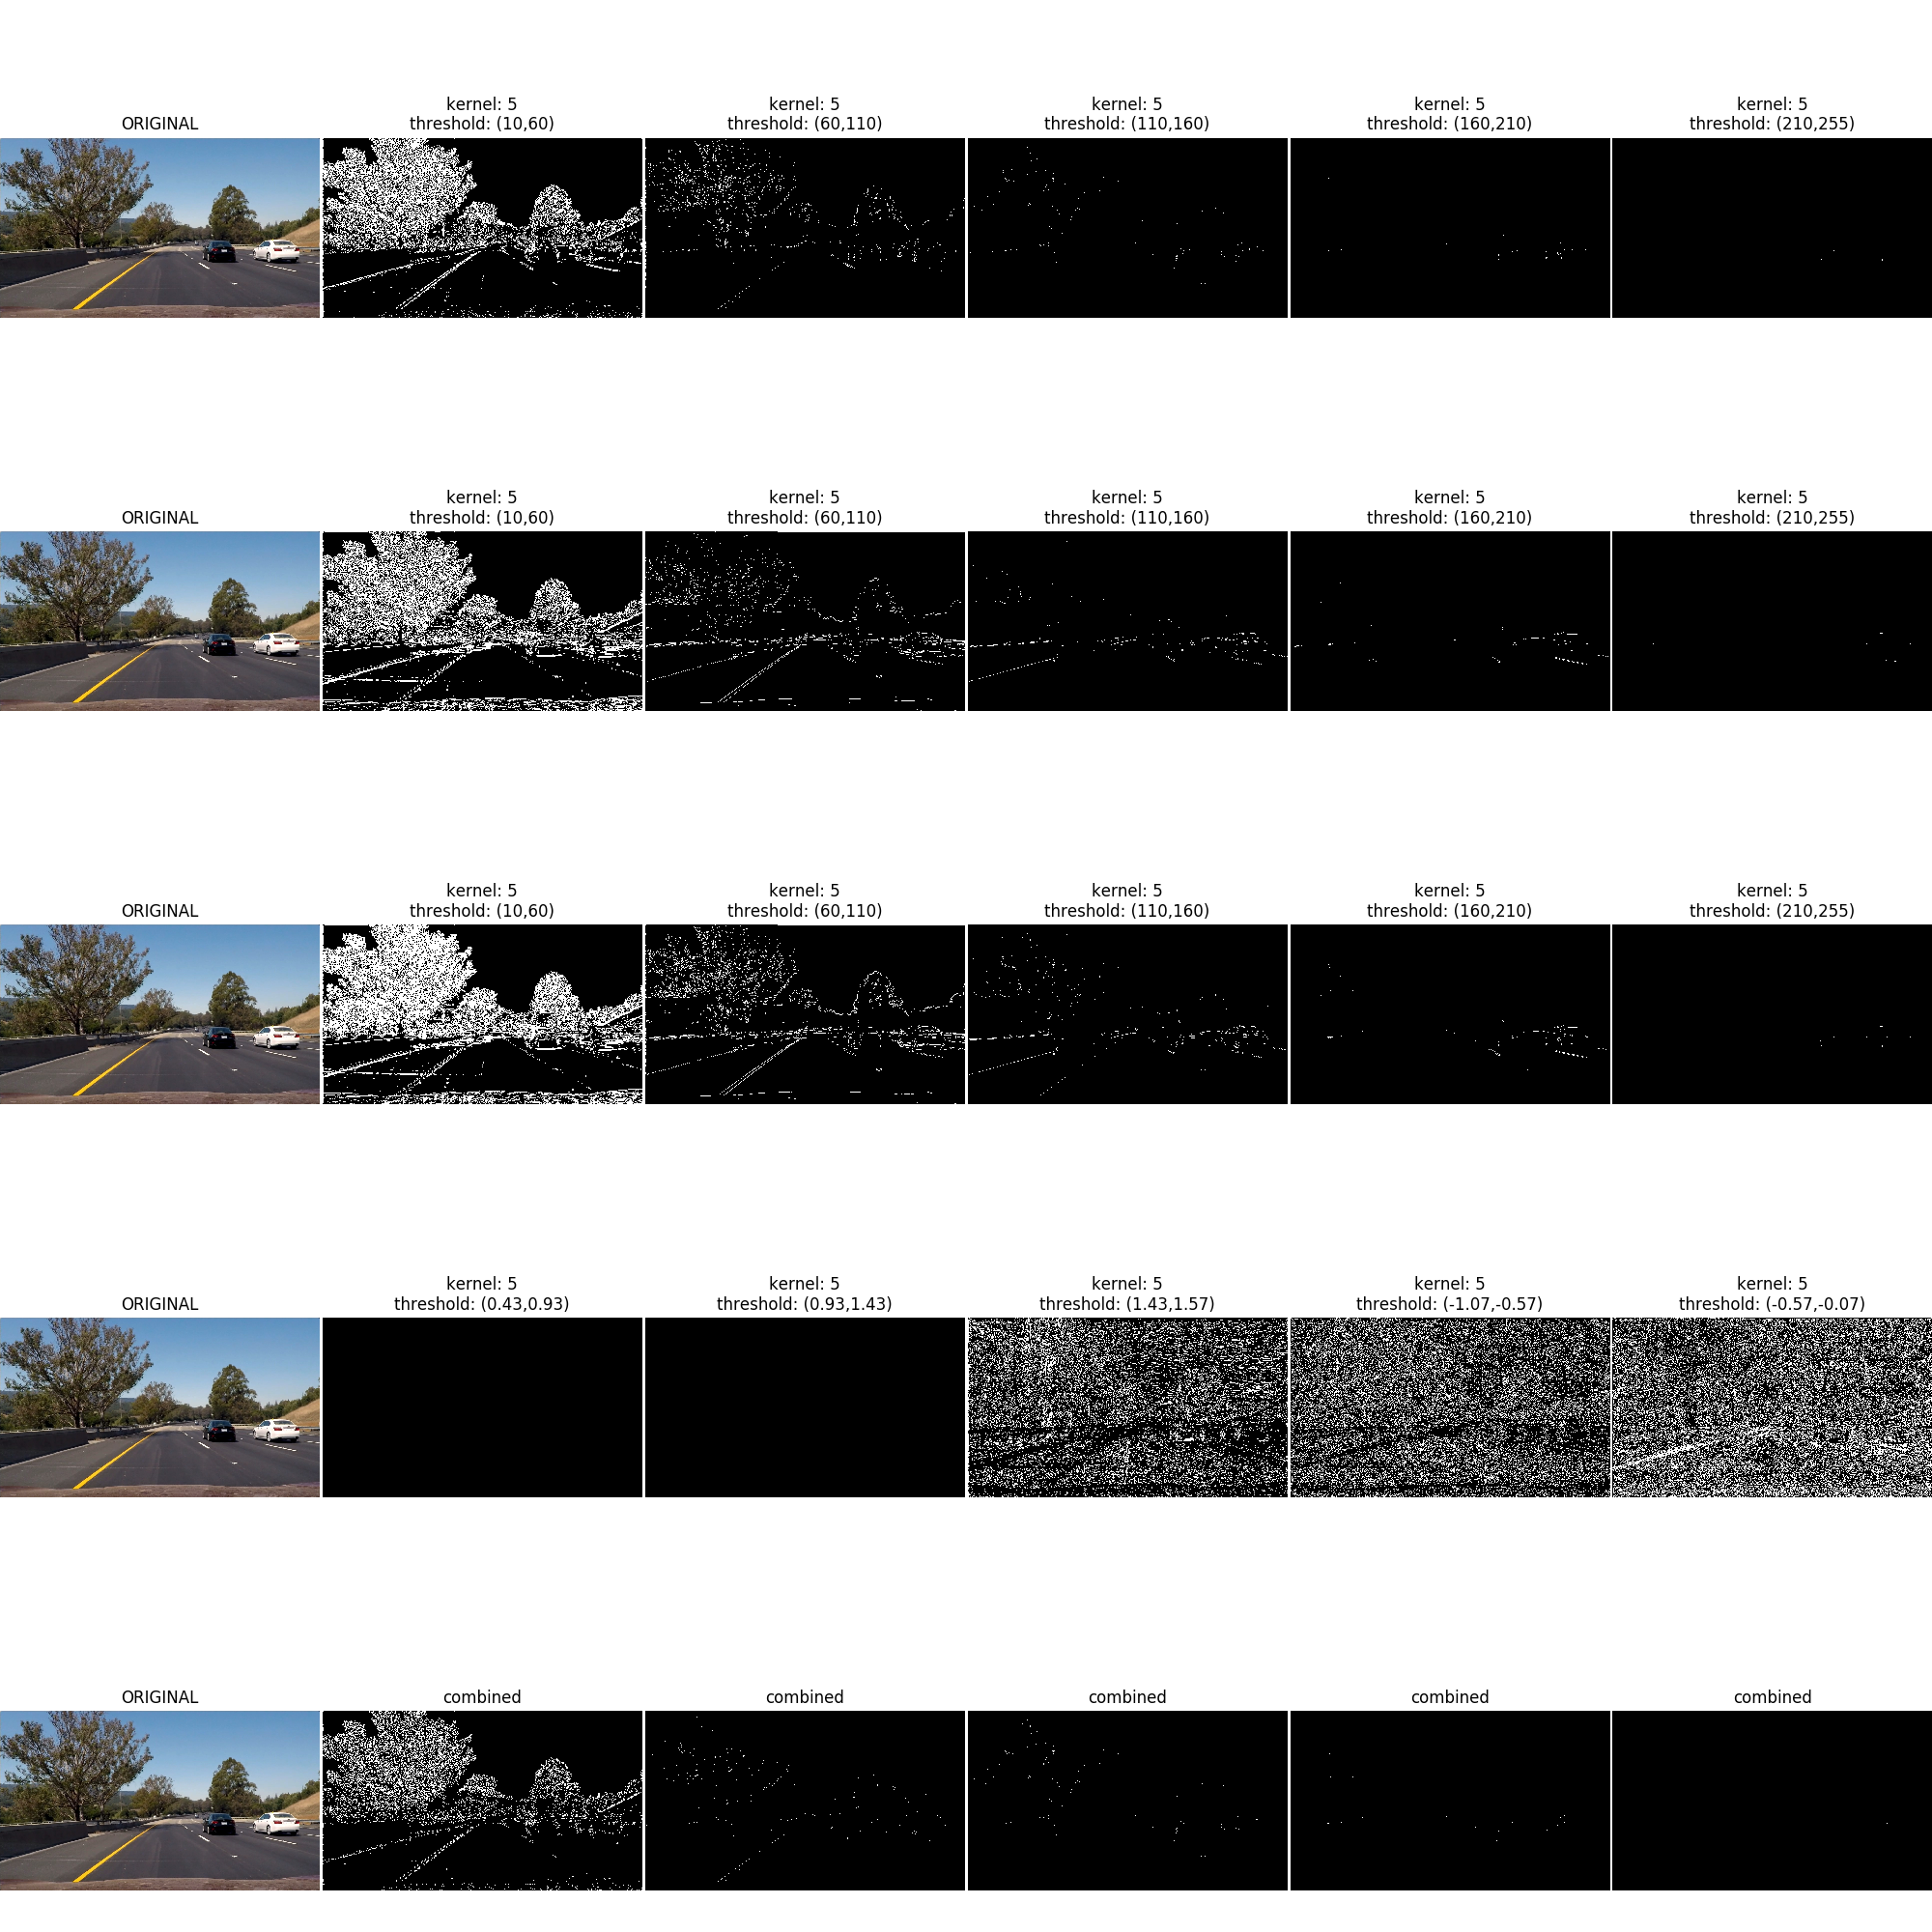 ORIGINAL
kernel: 5
threshold: (10,60)
kernel: 5
threshold: (60,110)
kernel: 5
threshold: (110,160)
kernel: 5
threshold: (160,210)
kernel: 5
threshold: (210,255)
ORIGINAL
kernel: 5
threshold: (10,60)
kernel: 5
threshold: (60,110)
kernel: 5
threshold: (110,160)
kernel: 5
threshold: (160,210)
kernel: 5
threshold: (210,255)
ORIGINAL
kernel: 5
threshold: (10,60)
kernel: 5
threshold: (60,110)
kernel: 5
threshold: (110,160)
kernel: 5
threshold: (160,210)
kernel: 5
threshold: (210,255)
ORIGINAL
kernel: 5
threshold: (0.43,0.93)
kernel: 5
threshold: (0.93,1.43)
kernel: 5
threshold: (1.43,1.57)
kernel: 5
threshold: (-1.07,-0.57)
kernel: 5
threshold: (-0.57,-0.07)
ORIGINAL
combined
combined
combined
combined
combined